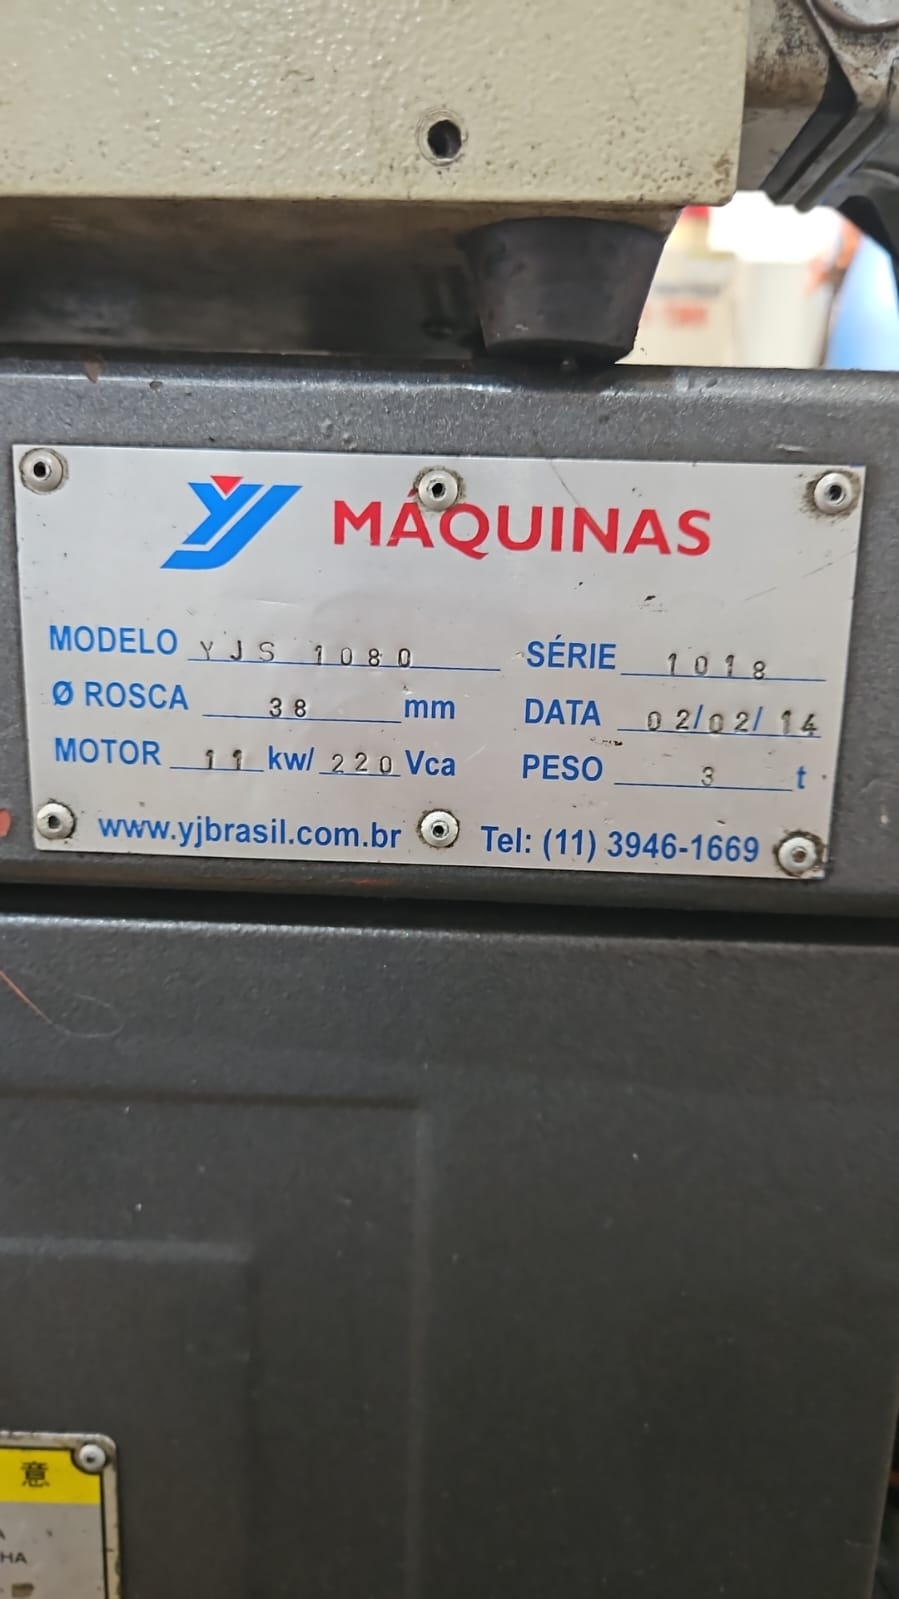 YJ MÁQUINAS
MODELO YJS 1080 SÉRIE 1018
Ø ROSCA 38 mm DATA 02/02/14
MOTOR 11 kw/ 220 Vca PESO 3 t
www.yjbrasil.com.br Tel: (11) 3946-1669
意
HA